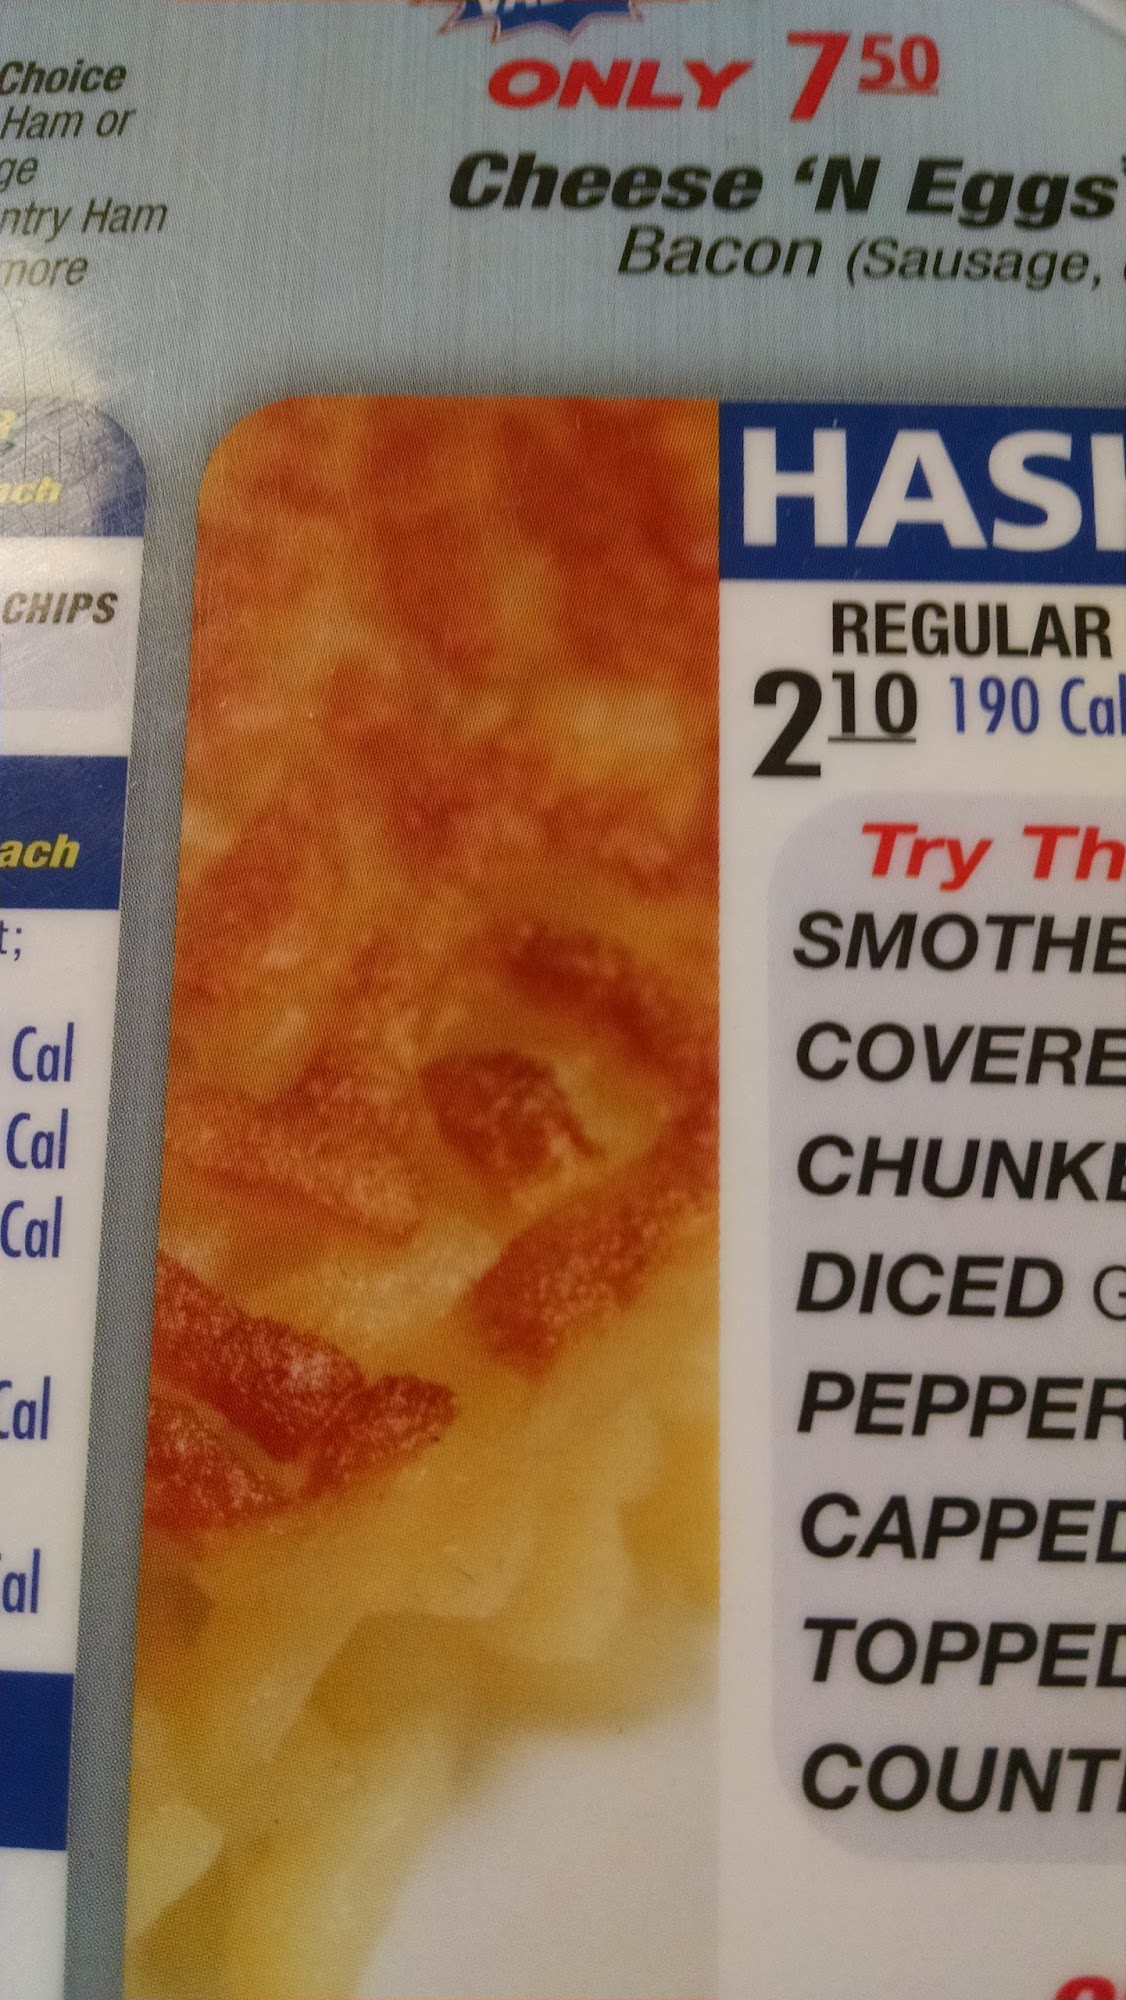 Choice
Ham or
ge
ntry Ham
more
ach
CHIPS
ach
t;
Cal
Cal
Cal
Cal
al
ONLY 7 50
Cheese 'N Eggs
Bacon (Sausage,
HAS
REGULAR
2 10 190 Cal
Try Th
SMOTHE
COVERE
CHUNKE
DICED G
PEPPER
CAPPED
TOPPED
COUNT